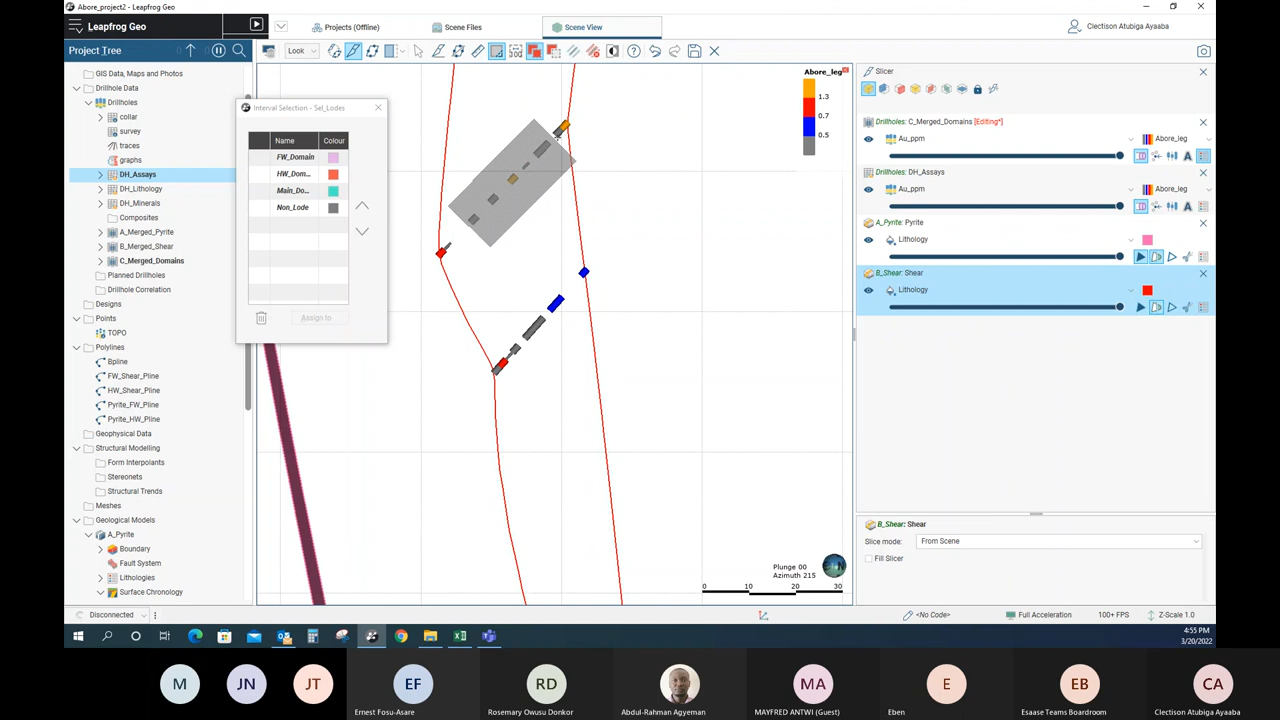 Abore_project2 - Leapfrog Geo
Leapfrog Geo
Projects (Offline)
Scene Files
Scene View
Clectison Atubiga Ayaaba
Project Tree
Look
GIS Data, Maps and Photos
Drillhole Data
Drillholes
collar
survey
traces
graphs
DH_Assays
DH_Lithology
DH_Minerals
Composites
A_Merged_Pyrite
B_Merged_Shear
C_Merged_Domains
Planned Drillholes
Drillhole Correlation
Designs
Points
TOPO
Polylines
Bpline
FW_Shear_Pline
HW_Shear_Pline
Pyrite_FW_Pline
Pyrite_HW_Pline
Geophysical Data
Structural Modelling
Form Interpolants
Stereonets
Structural Trends
Meshes
Geological Models
A_Pyrite
Boundary
Fault System
Lithologies
Surface Chronology
Interval Selection - Sel_Lodes
Name
Colour
FW_Domain
HW_Dom...
Main_Do...
Non_Lode
Assign to
Abore_leg
1.3
0.7
0.5
Plunge 00
Azimuth 215
0 10 20 30
Slicer
Drillholes: C_Merged_Domains [Editing*]
Au_ppm
Abore_leg
Drillholes: DH_Assays
Au_ppm
Abore_leg
A_Pyrite: Pyrite
Lithology
B_Shear: Shear
Lithology
B_Shear: Shear
Slice mode:
From Scene
Fill Slicer
Disconnected
<No Code>
Full Acceleration
100+ FPS
Z-Scale 1.0
4:55 PM
3/20/2022
M
JN
JT
EF
Ernest Fosu-Asare
RD
Rosemary Owusu Donkor
Abdul-Rahman Agyeman
MA
MAYFRED ANTWI (Guest)
E
Eben
EB
Esaase Teams Boardroom
CA
Clectison Atubiga Ayaaba